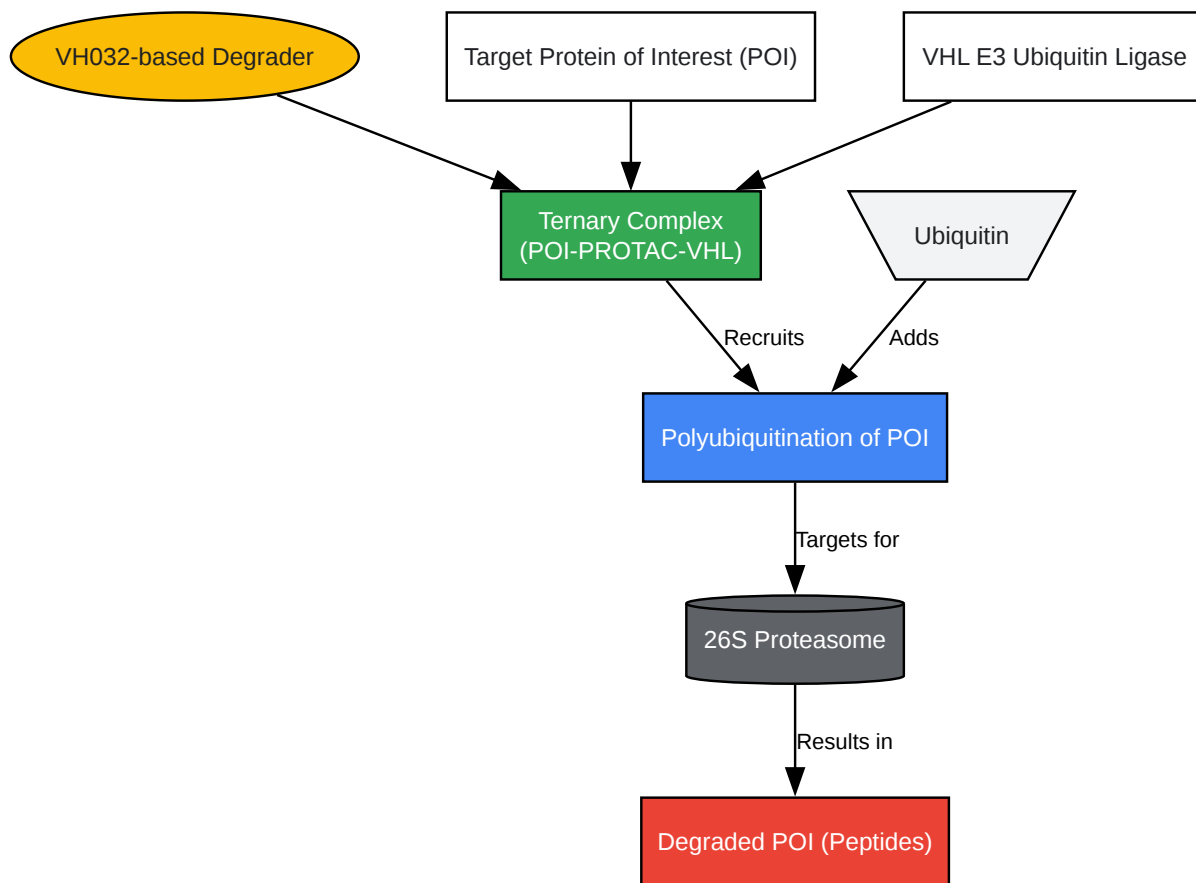 VH032-based Degrader
Target Protein of Interest (POI)
VHL E3 Ubiquitin Ligase
Ternary Complex
(POI-PROTAC-VHL)
Ubiquitin
Recruits
Adds
Polyubiquitination of POI
Targets for
26S Proteasome
Results in
Degraded POI (Peptides)